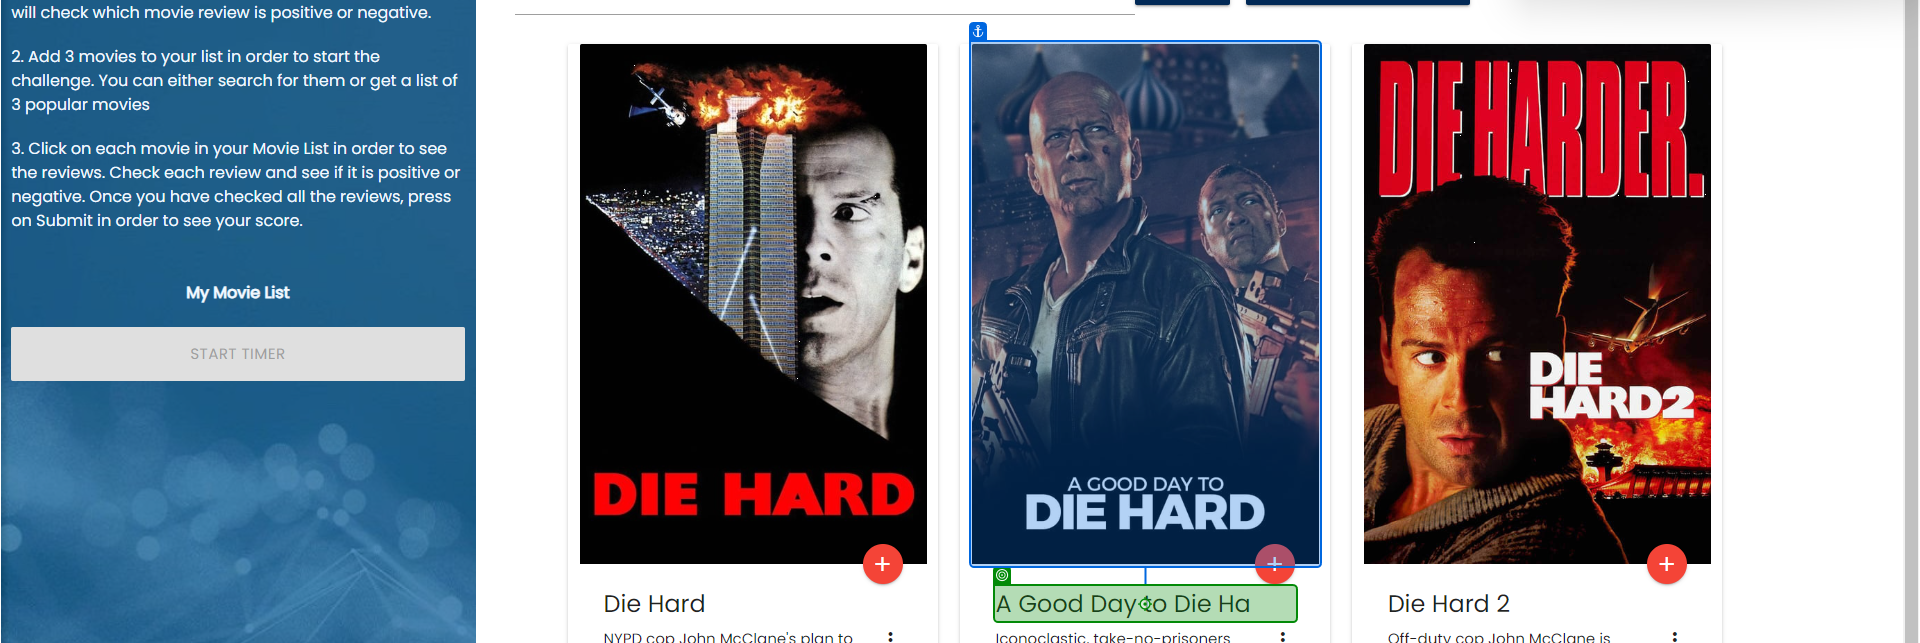 will check which movie review is positive or negative.
2. Add 3 movies to your list in order to start the
challenge. You can either search for them or get a list of
3 popular movies
3. Click on each movie in your Movie List in order to see
the reviews. Check each review and see if it is positive or
negative. Once you have checked all the reviews, press
on Submit in order to see your score.
My Movie List
START TIMER
DIE HARD
Die Hard
NYPD cop John McClane's plan to
A GOOD DAY TO
DIE HARD
A Good Day to Die Ha
Iconoclastic, take-no-prisoners
DIE HARDER.
DIE
HARD2
Die Hard 2
Off-duty cop John McClane is